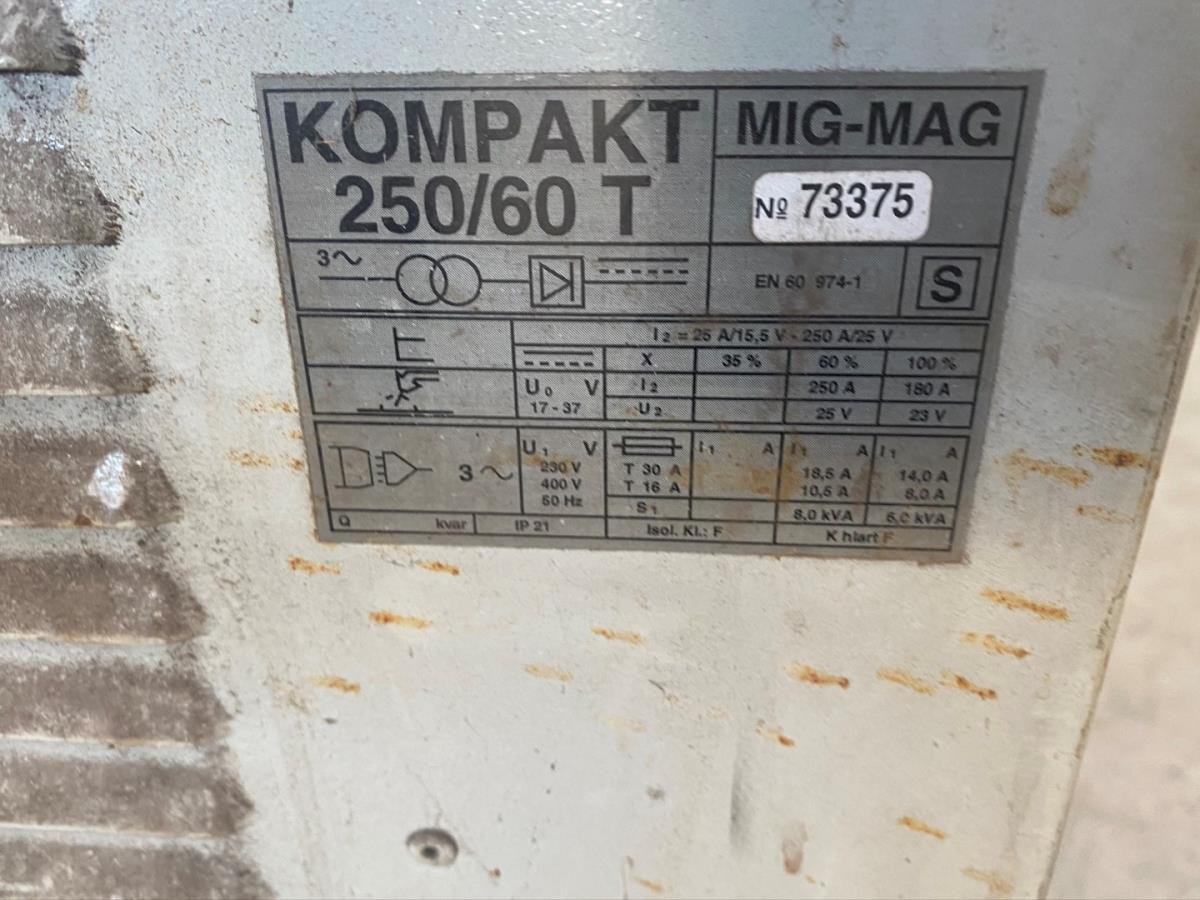 KOMPAKT
250/60 T
MIG-MAG
№ 73375
3~
EN 60 974-1
S
I2 = 25 A/15,5 V - 250 A/25 V
X 35 % 60 % 100 %
U0 V
17 - 37
I2 250 A 180 A
U2 25 V 23 V
3~
U1 V
230 V
400 V
50 Hz
T 30 A
T 16 A
I1 A I1 A I1 A
18,5 A 14,0 A
10,5 A 8,0 A
S1 8,0 kVA 6,0 kVA
Q kvar IP 21 Isol. Kl.: F K hlart F